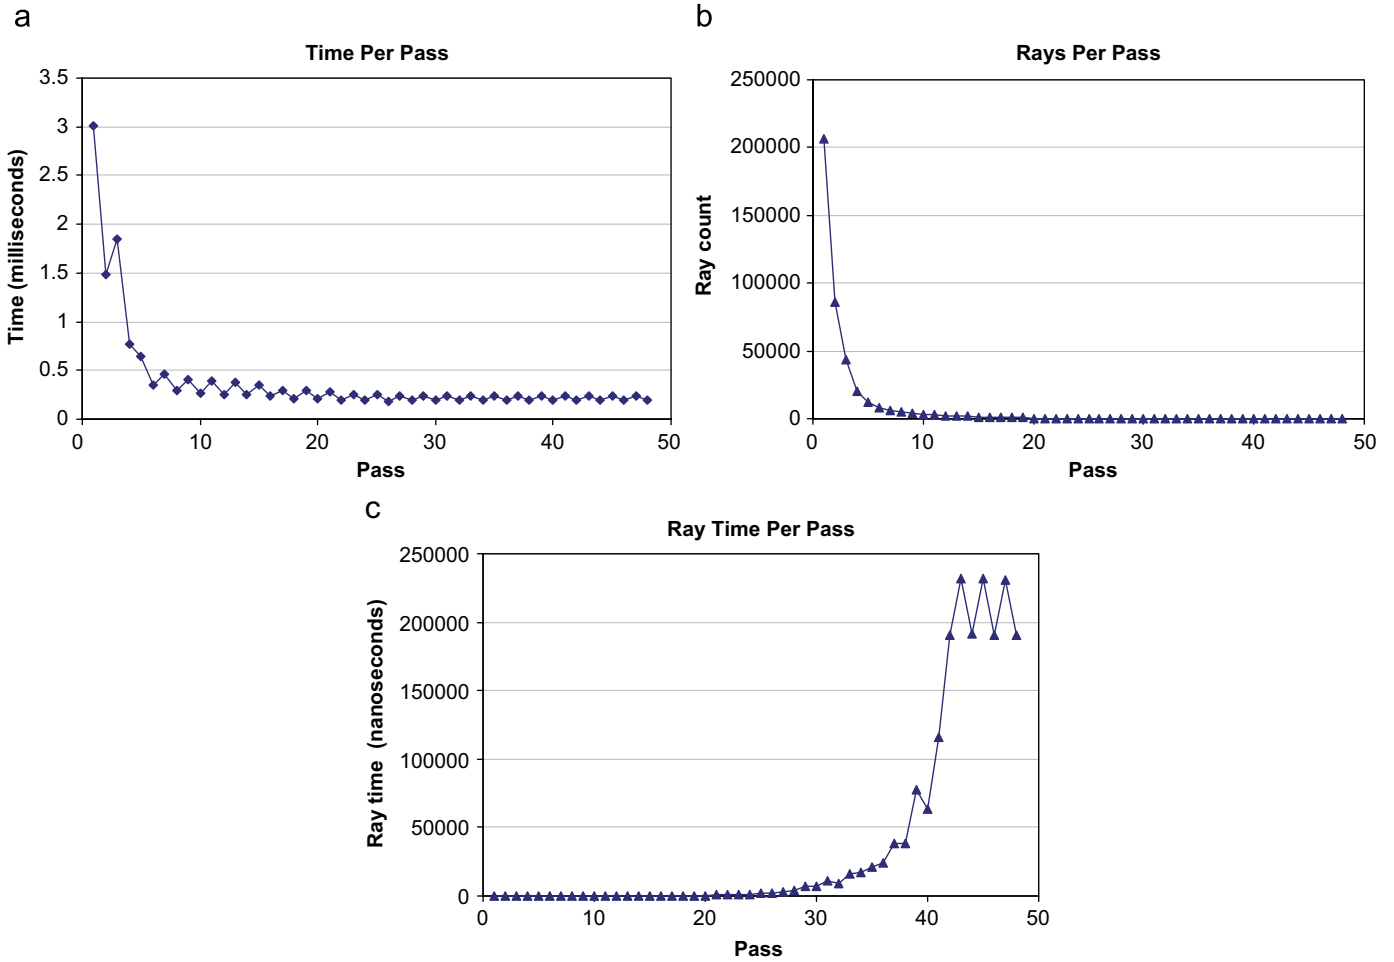 a
Time Per Pass
3.5
3
2.5
2
1.5
1
0.5
0
Time (milliseconds)
0 10 20 30 40 50
Pass
b
Rays Per Pass
250000
200000
150000
100000
50000
0
Ray count
0 10 20 30 40 50
Pass
c
Ray Time Per Pass
250000
200000
150000
100000
50000
0
Ray time (nanoseconds)
0 10 20 30 40 50
Pass